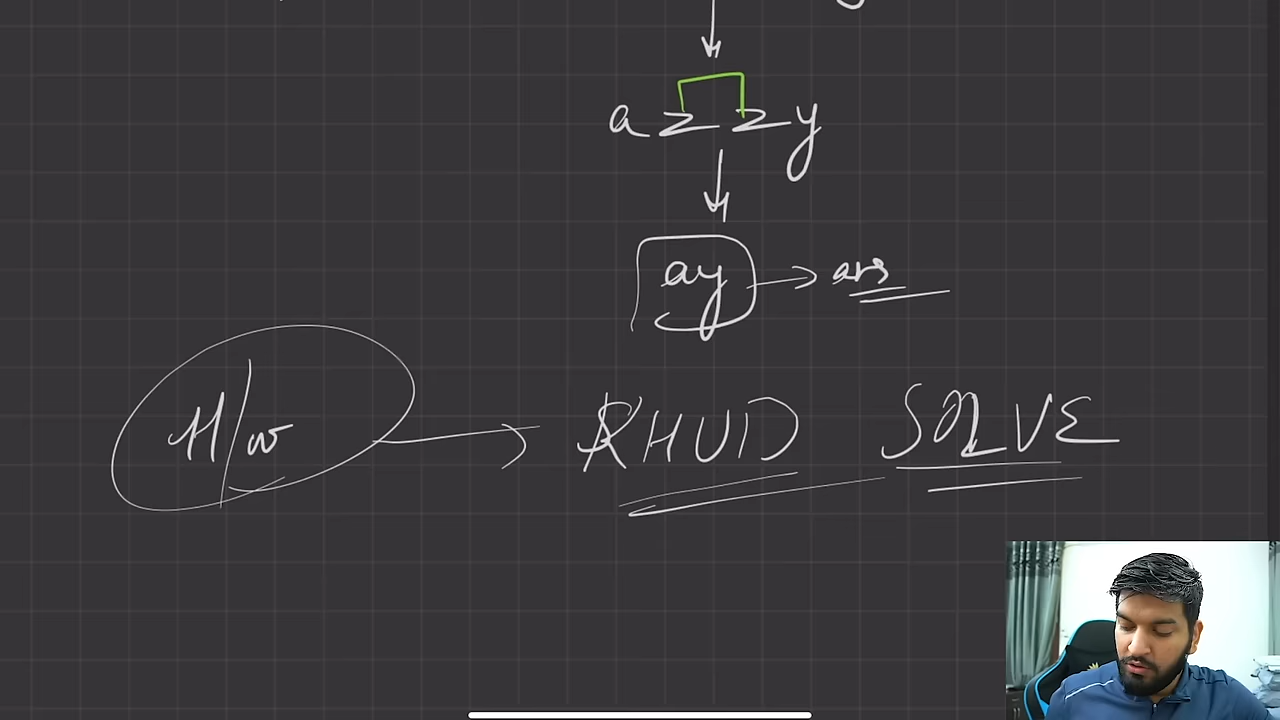 azzy
ay → ans
H/w → KHUD SOLVE